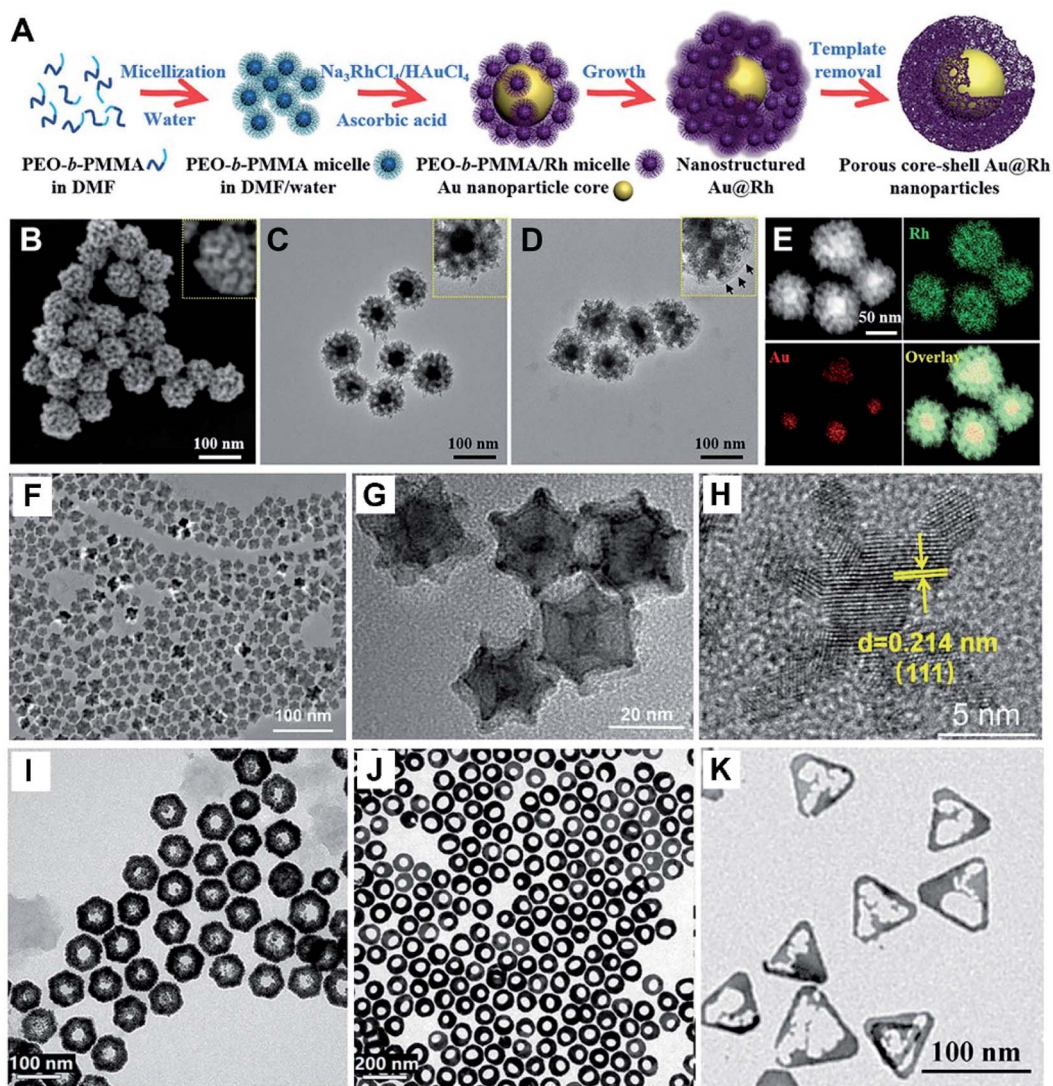 A
Micellization
Water
Na₃RhCl₄/HAuCl₄
Ascorbic acid
Growth
Template
removal
PEO-b-PMMA
in DMF
PEO-b-PMMA micelle
in DMF/water
PEO-b-PMMA/Rh micelle
Au nanoparticle core
Nanostructured
Au@Rh
Porous core-shell Au@Rh
nanoparticles
B
100 nm
C
100 nm
D
100 nm
E
50 nm
Rh
Au
Overlay
F
100 nm
G
20 nm
H
d=0.214 nm
(111)
5 nm
I
100 nm
J
200 nm
K
100 nm